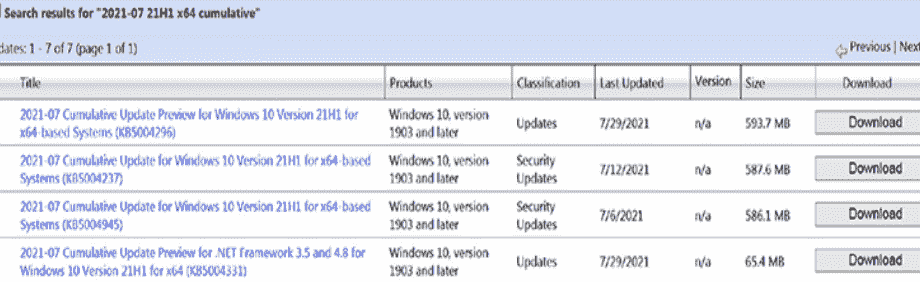 Search results for "2021-07 21H1 x64 cumulative"
dates: 1 - 7 of 7 (page 1 of 1)
Previous | Next
Title Products Classification Last Updated Version Size Download
2021-07 Cumulative Update Preview for Windows 10 Version 21H1 for
x64-based Systems (KB5004296)
Windows 10, version
1903 and later
Updates 7/29/2021 n/a 593.7 MB Download
2021-07 Cumulative Update for Windows 10 Version 21H1 for x64-based
Systems (KB5004237)
Windows 10, version
1903 and later
Security
Updates
7/12/2021 n/a 587.6 MB Download
2021-07 Cumulative Update for Windows 10 Version 21H1 for x64-based
Systems (KB5004945)
Windows 10, version
1903 and later
Security
Updates
7/6/2021 n/a 586.1 MB Download
2021-07 Cumulative Update Preview for .NET Framework 3.5 and 4.8 for
Windows 10 Version 21H1 for x64 (KB5004331)
Windows 10, version
1903 and later
Updates 7/29/2021 n/a 65.4 MB Download